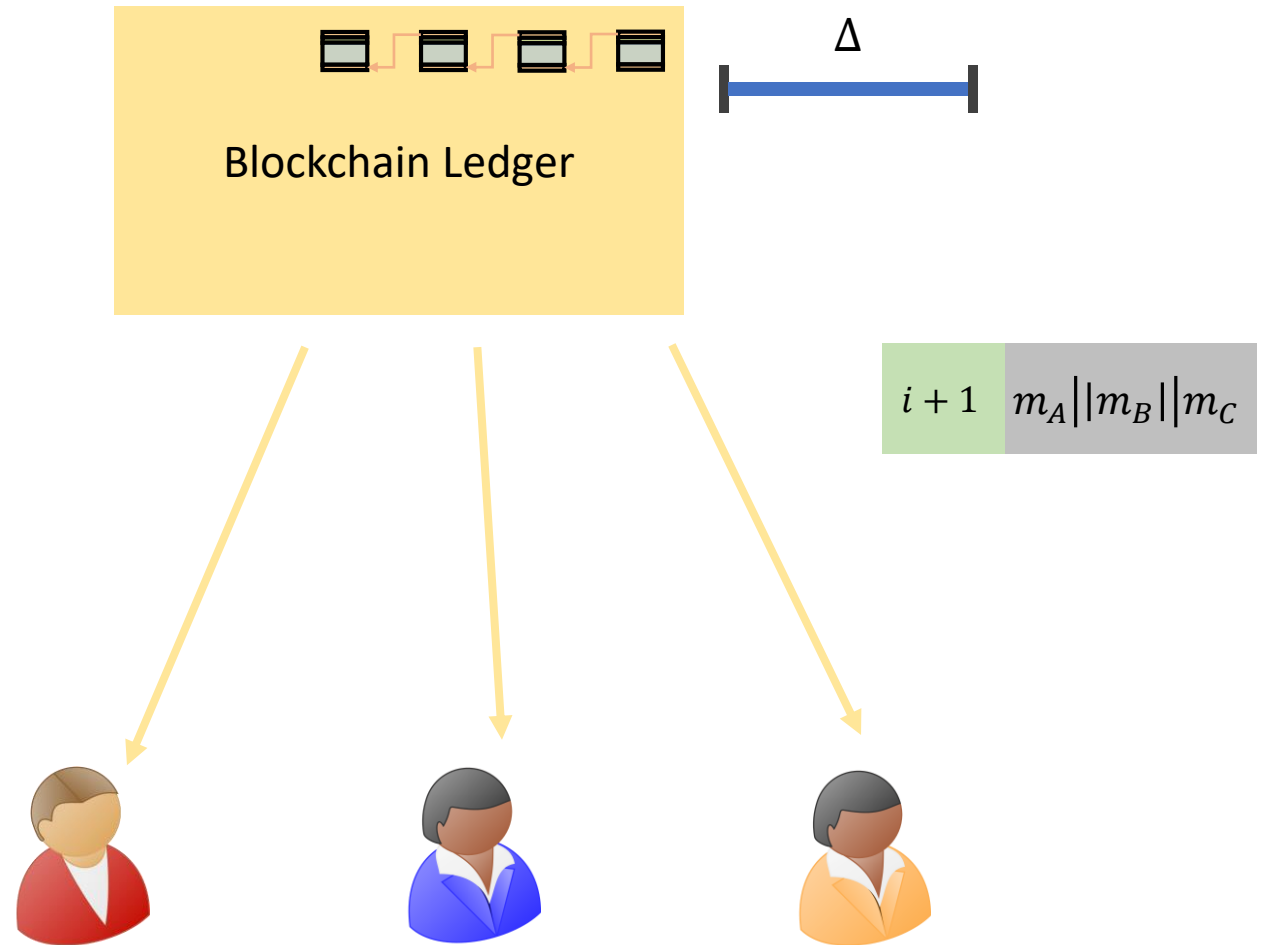 Δ
Blockchain Ledger
i + 1 m_A||m_B||m_C